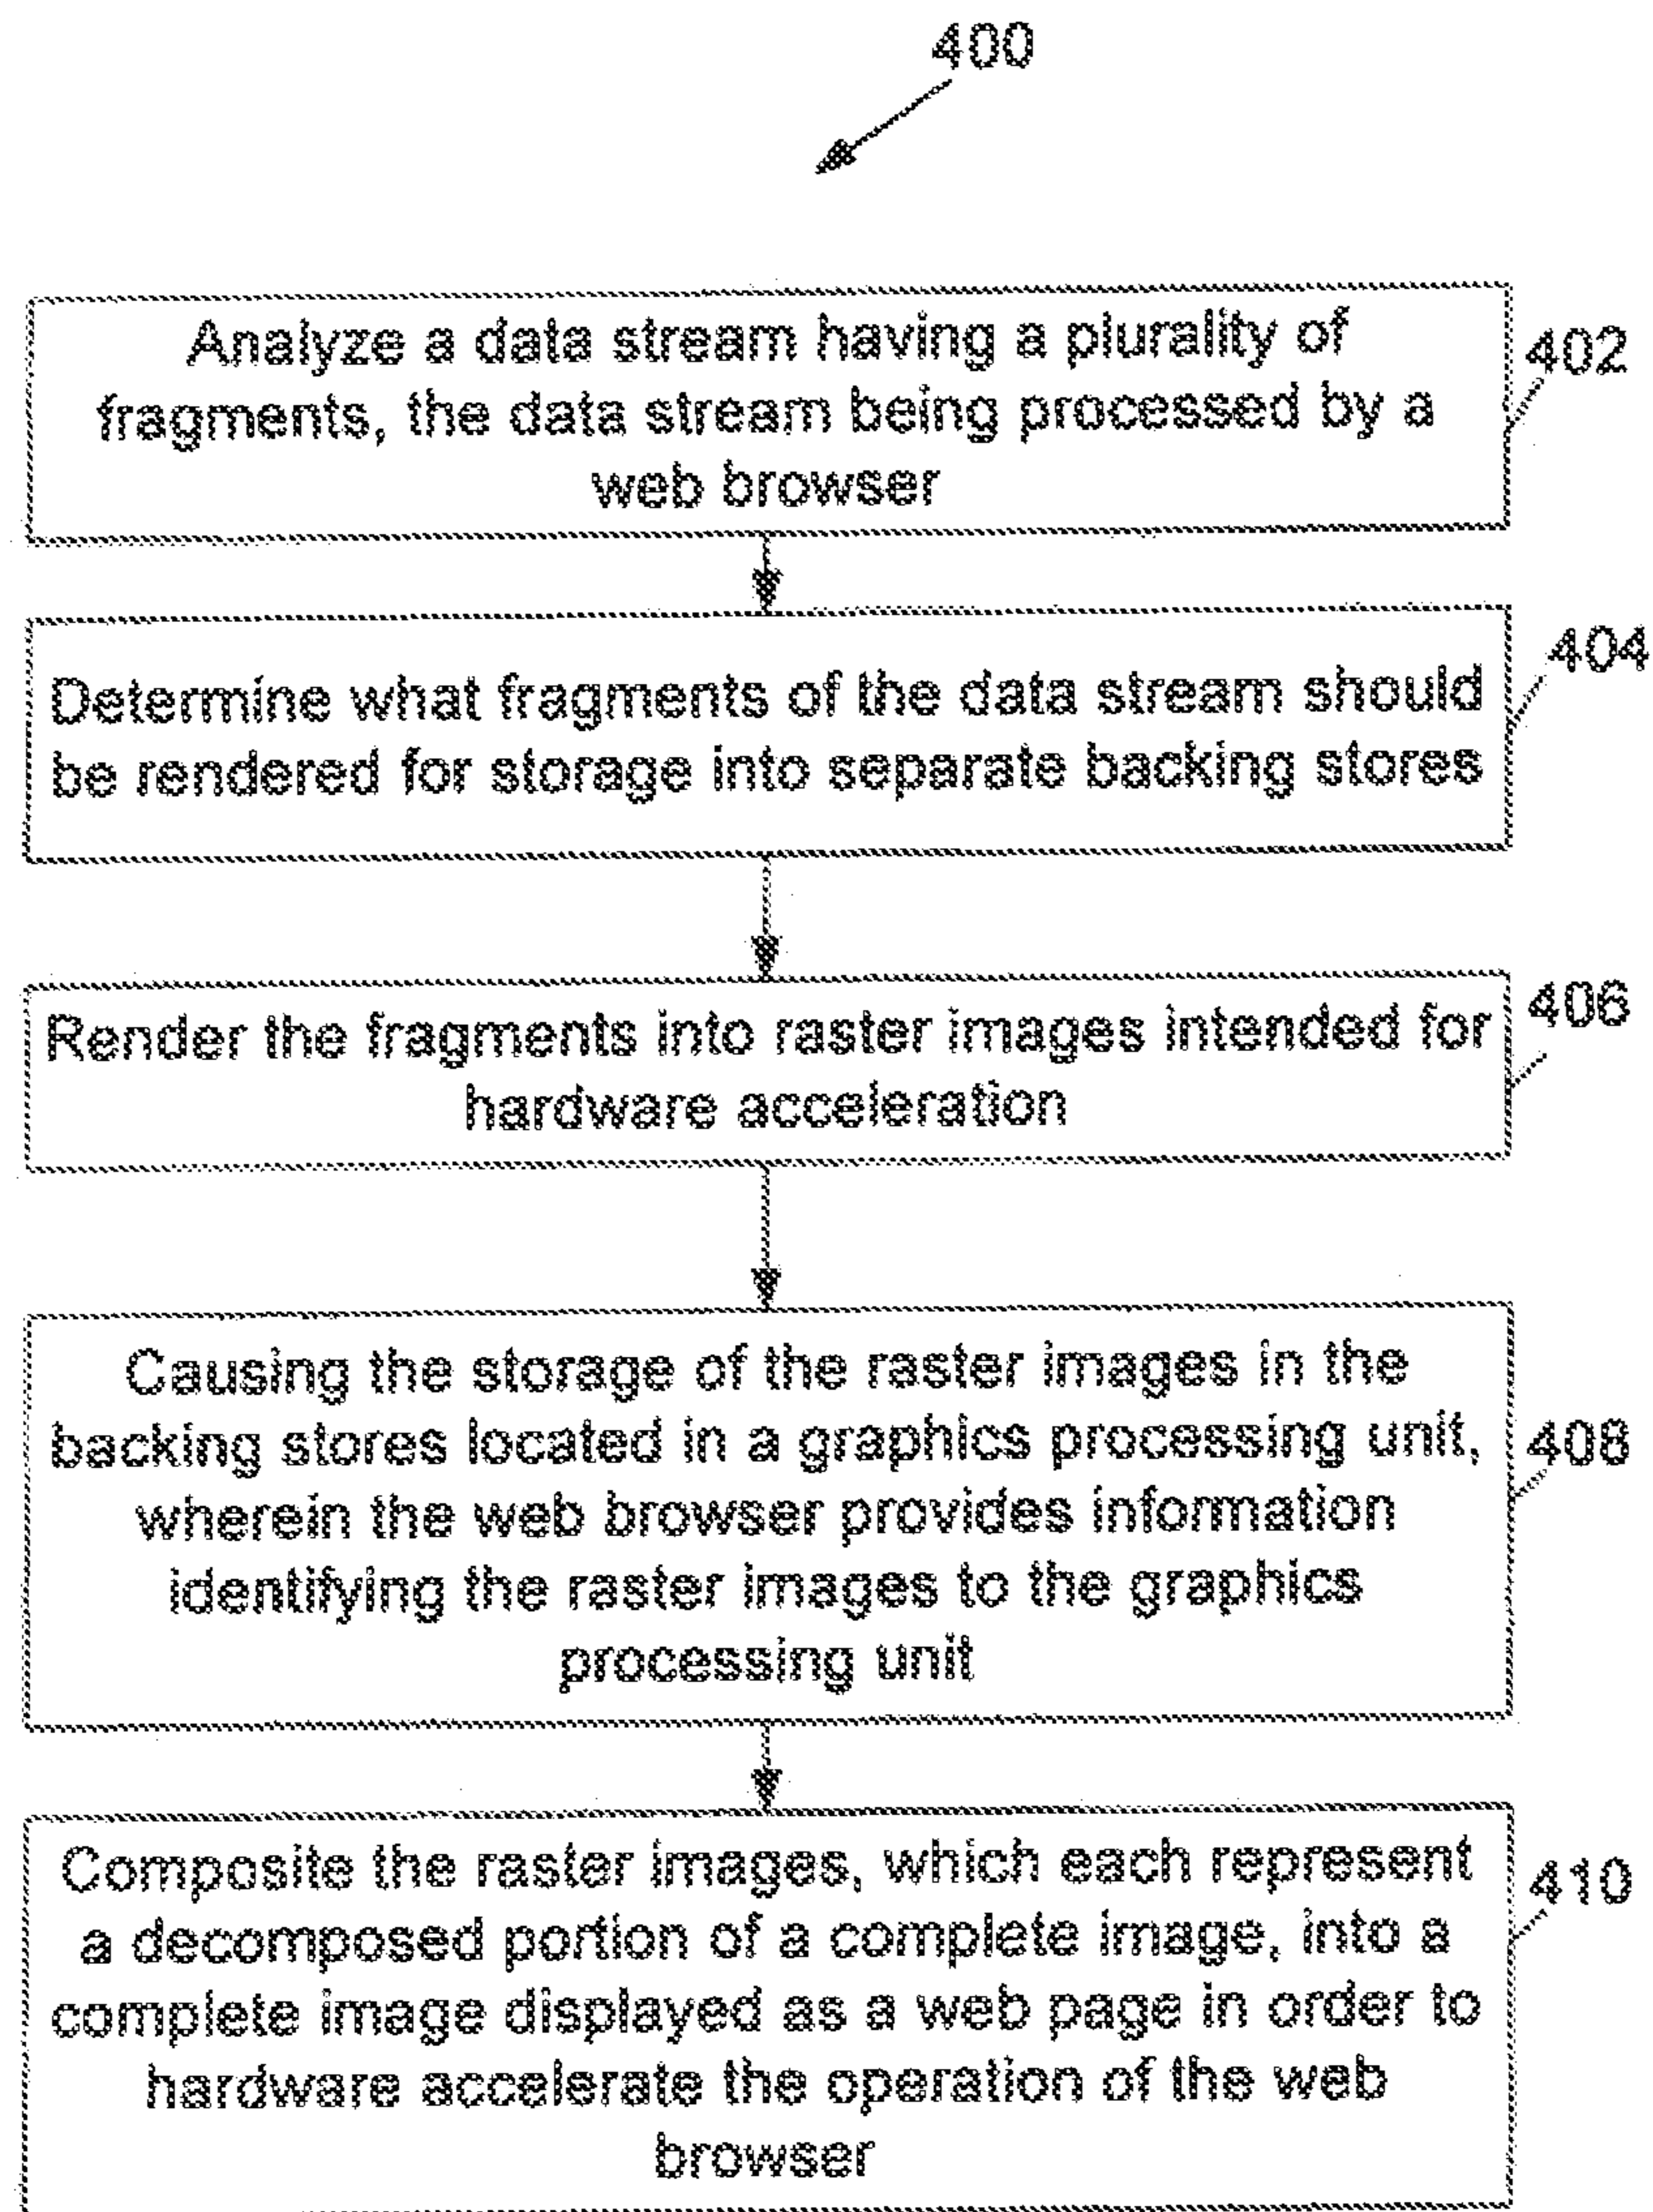 400
Analyze a data stream having a plurality of
fragments, the data stream being processed by a
web browser
402
Determine what fragments of the data stream should
be rendered for storage into separate backing stores
404
Render the fragments into raster images intended for
hardware acceleration
406
Causing the storage of the raster images in the
backing stores located in a graphics processing unit,
wherein the web browser provides information
identifying the raster images to the graphics
processing unit
408
Composite the raster images, which each represent
a decomposed portion of a complete image, into a
complete image displayed as a web page in order to
hardware accelerate the operation of the web
browser
410